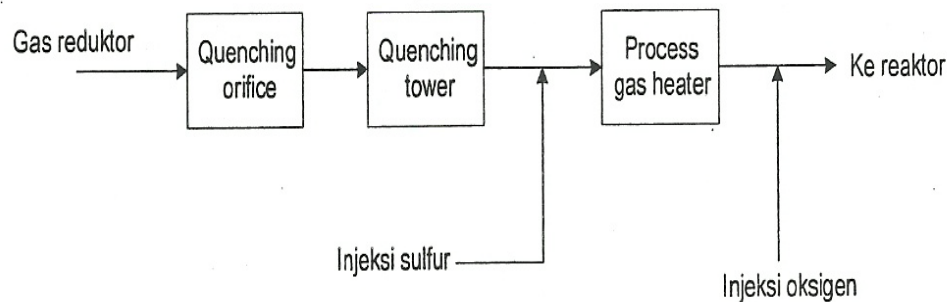 Gas reduktor
Quenching
orifice
Quenching
tower
Process
gas heater
Ke reaktor
Injeksi sulfur
Injeksi oksigen